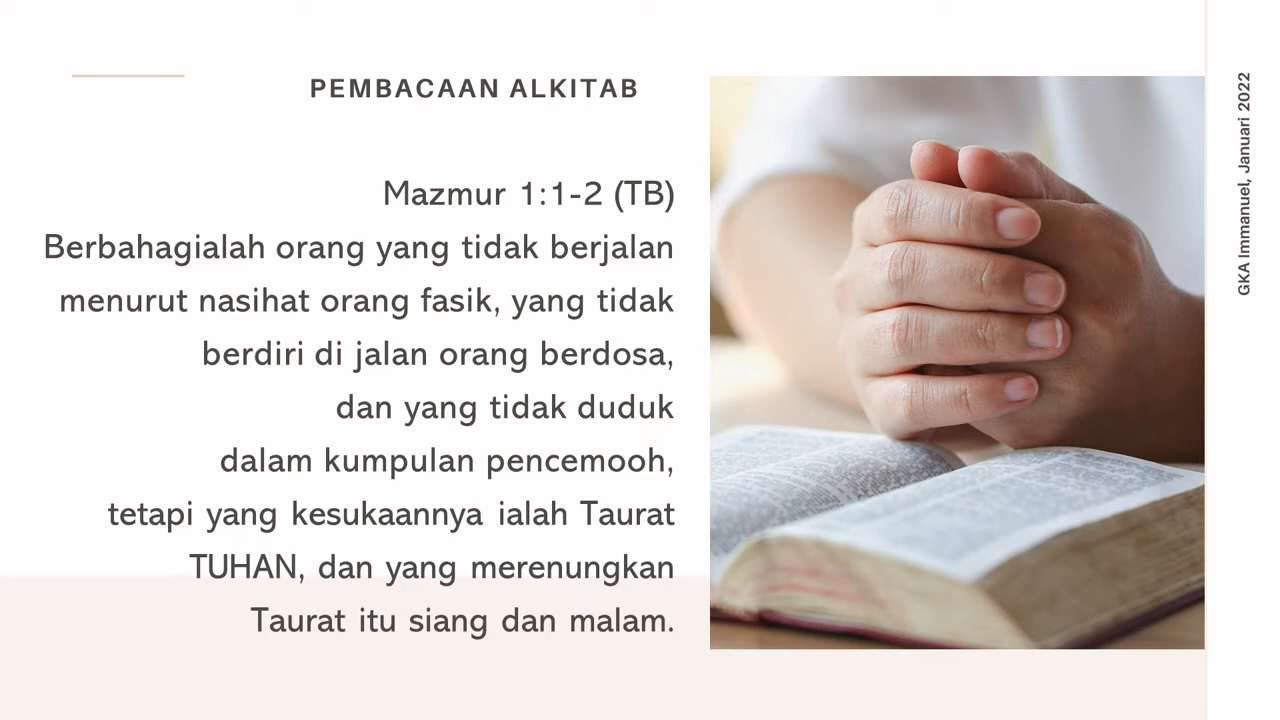 PEMBACAAN ALKITAB
Mazmur 1:1-2 (TB)
Berbahagialah orang yang tidak berjalan
menurut nasihat orang fasik, yang tidak
berdiri di jalan orang berdosa,
dan yang tidak duduk
dalam kumpulan pencemooh,
tetapi yang kesukaannya ialah Taurat
TUHAN, dan yang merenungkan
Taurat itu siang dan malam.
GKA Immanuel, Januari 2022